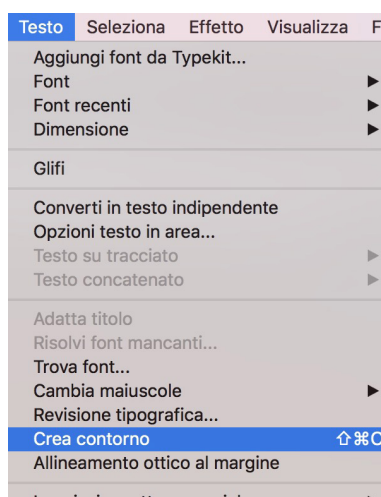 Testo Seleziona Effetto Visualizza
Aggiungi font da Typekit...
Font ▶
Font recenti ▶
Dimensione ▶
Glifi
Converti in testo indipendente
Opzioni testo in area...
Testo su tracciato ▶
Testo concatenato ▶
Adatta titolo
Risolvi font mancanti...
Trova font...
Cambia maiuscole ▶
Revisione tipografica...
Crea contorno ⇧⌘O
Allineamento ottico al margine